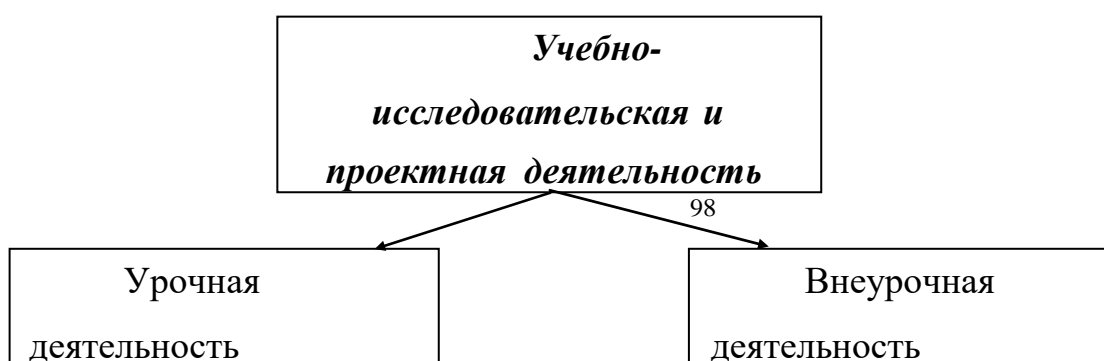 Учебно-
исследовательская и
проектная деятельность
98
Урочная
деятельность
Внеурочная
деятельность